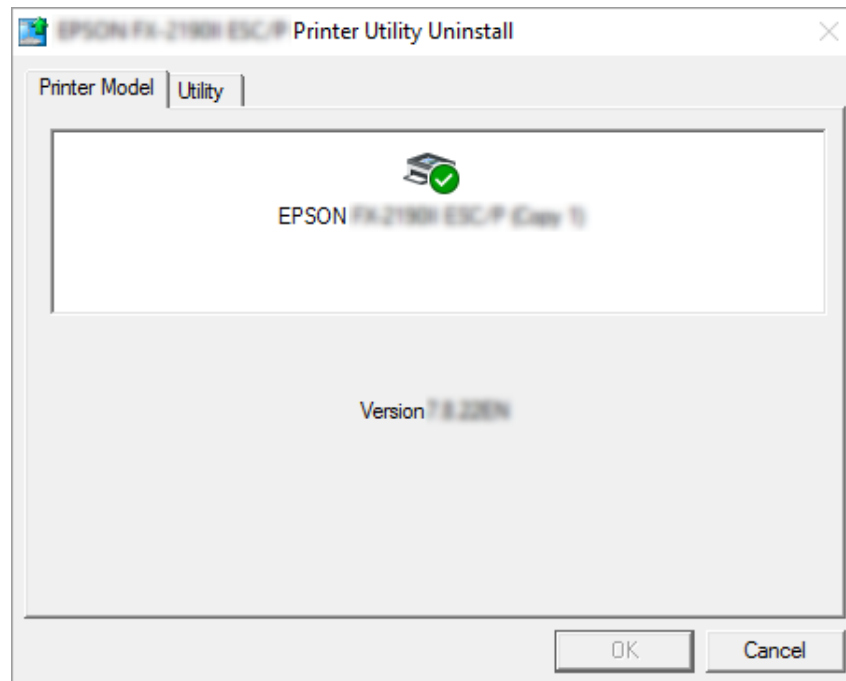 Printer Utility Uninstall
Printer Model
Utility
EPSON
Version
OK
Cancel